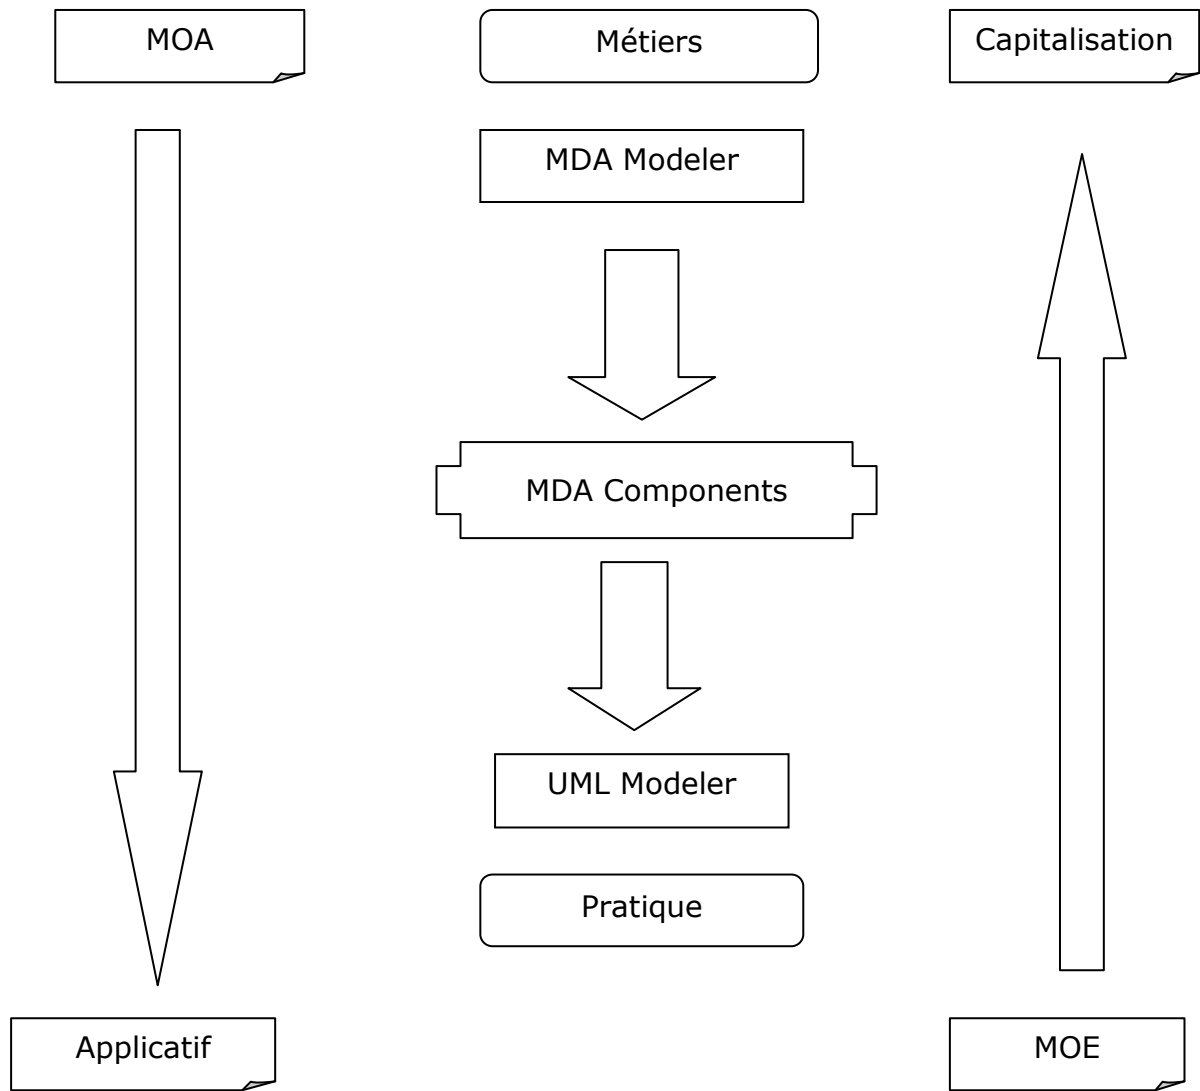 MOA
Métiers
Capitalisation
MDA Modeler
MDA Components
UML Modeler
Pratique
Applicatif
MOE